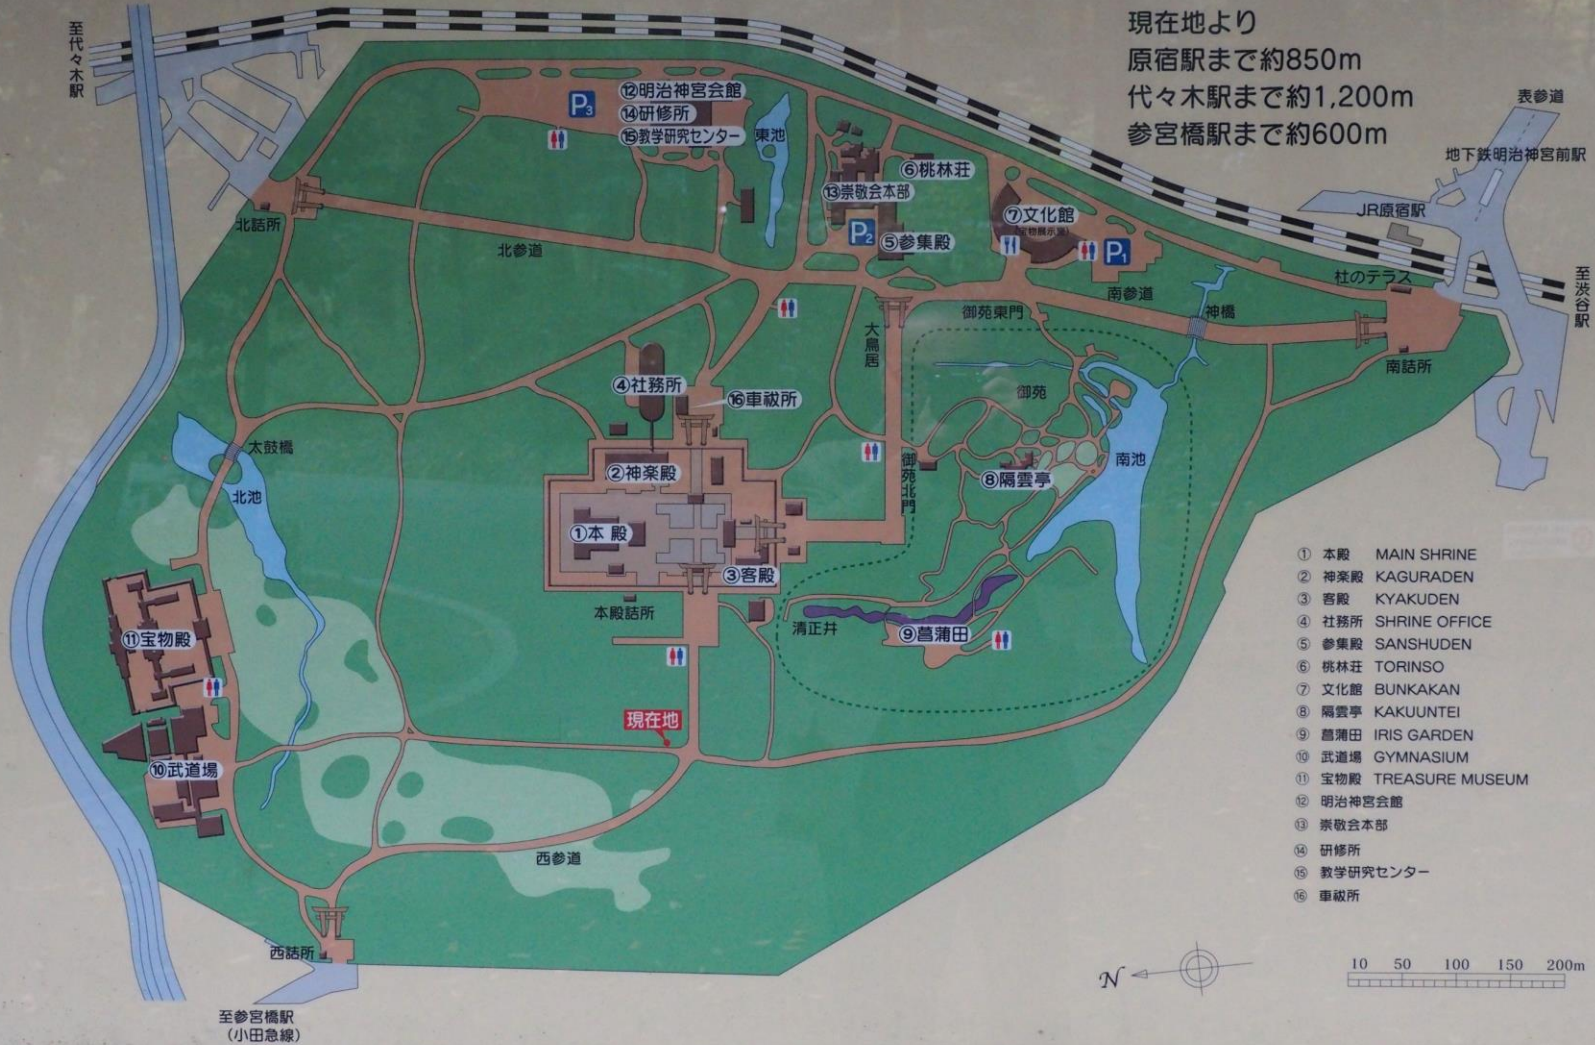 現在地より
原宿駅まで約850m
代々木駅まで約1,200m
参宮橋駅まで約600m
至代々木駅
表参道
地下鉄明治神宮前駅
JR原宿駅
至渋谷駅
P3
⑫明治神宮会館
⑭研修所
⑮教学研究センター
東池
⑥桃林荘
⑬崇敬会本部
⑦文化館
(宝物展示室)
P2
⑤参集殿
P1
北詰所
北参道
南参道
杜のテラス
神橋
御苑東門
大鳥居
南詰所
④社務所
⑯車祓所
御苑
太鼓橋
北池
②神楽殿
御苑北門
⑧隔雲亭
南池
①本殿
③客殿
本殿詰所
清正井
⑨菖蒲田
⑪宝物殿
現在地
⑩武道場
西参道
西詰所
至参宮橋駅
(小田急線)
① 本殿 MAIN SHRINE
② 神楽殿 KAGURADEN
③ 客殿 KYAKUDEN
④ 社務所 SHRINE OFFICE
⑤ 参集殿 SANSHUDEN
⑥ 桃林荘 TORINSO
⑦ 文化館 BUNKAKAN
⑧ 隔雲亭 KAKUUNTEI
⑨ 菖蒲田 IRIS GARDEN
⑩ 武道場 GYMNASIUM
⑪ 宝物殿 TREASURE MUSEUM
⑫ 明治神宮会館
⑬ 崇敬会本部
⑭ 研修所
⑮ 教学研究センター
⑯ 車祓所
N
10 50 100 150 200m